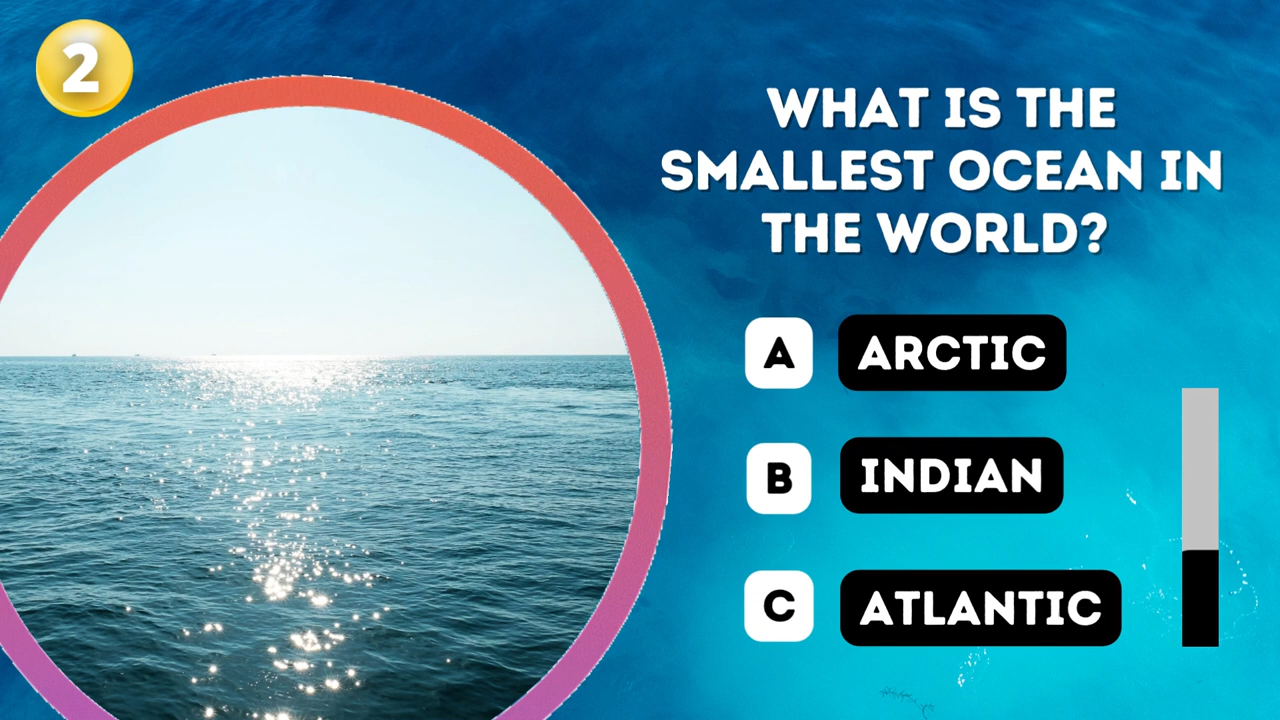 2
WHAT IS THE
SMALLEST OCEAN IN
THE WORLD?
A ARCTIC
B INDIAN
C ATLANTIC